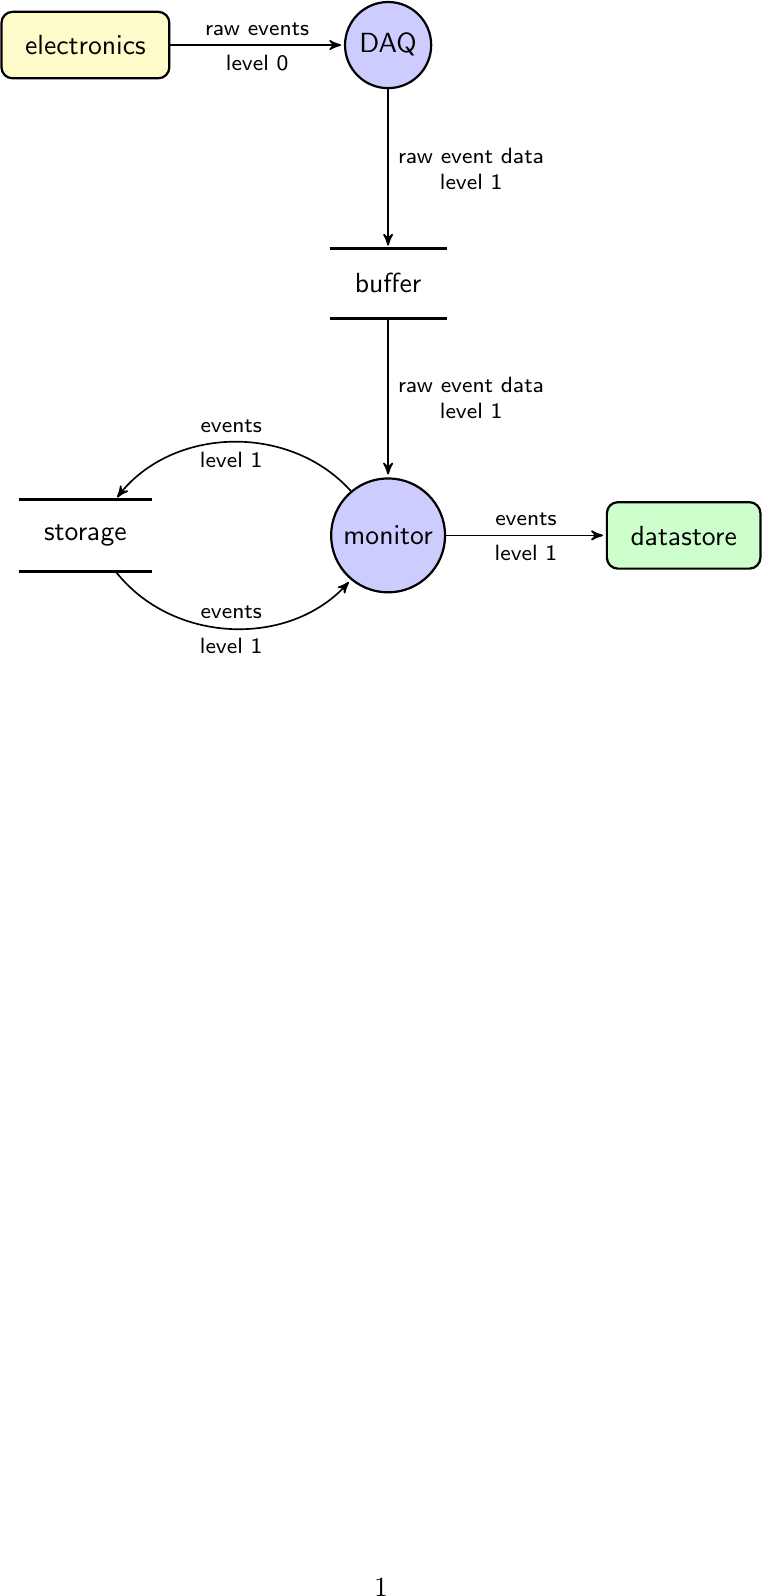 electronics
raw events
level 0
DAQ
raw event data
level 1
buffer
raw event data
level 1
events
level 1
storage
monitor
events
level 1
datastore
events
level 1
1